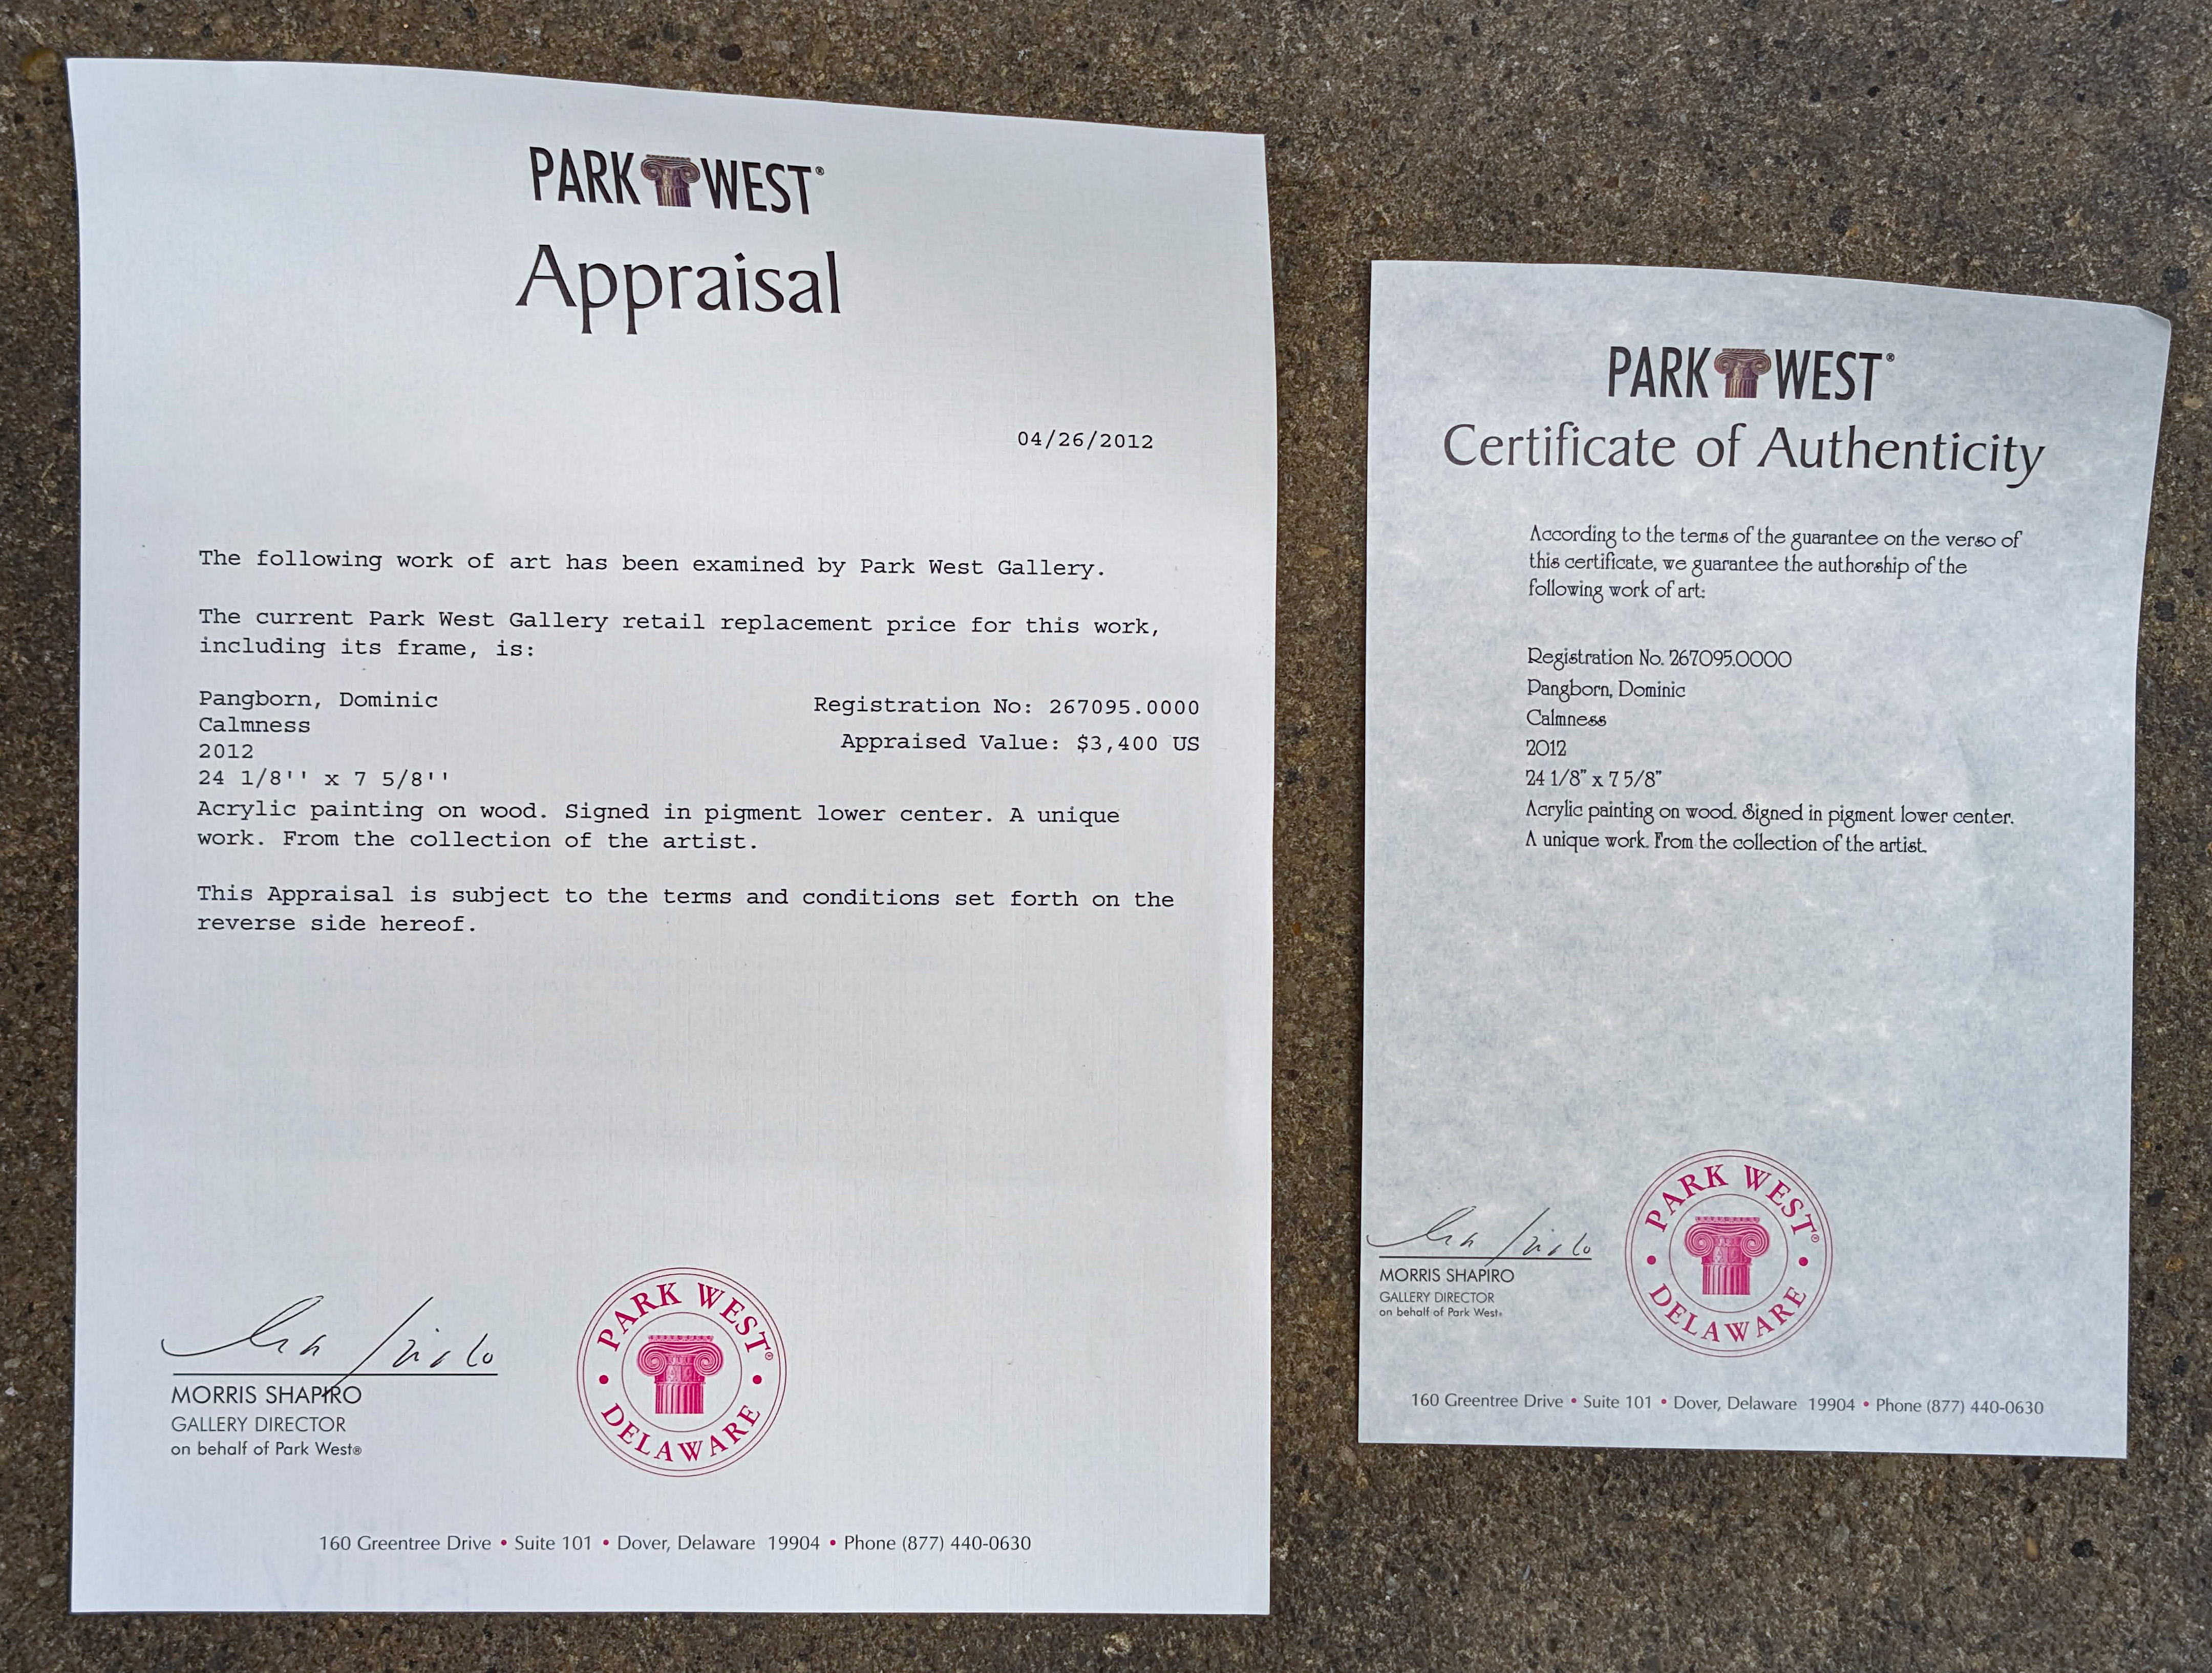 PARK WEST®
Appraisal
04/26/2012
The following work of art has been examined by Park West Gallery.
The current Park West Gallery retail replacement price for this work,
including its frame, is:
Pangborn, Dominic
Calmness
2012
24 1/8'' x 7 5/8''
Registration No: 267095.0000
Appraised Value: $3,400 US
Acrylic painting on wood. Signed in pigment lower center. A unique
work. From the collection of the artist.
This Appraisal is subject to the terms and conditions set forth on the
reverse side hereof.
MORRIS SHAPIRO
GALLERY DIRECTOR
on behalf of Park West®
PARK WEST®
• DELAWARE •
160 Greentree Drive • Suite 101 • Dover, Delaware 19904 • Phone (877) 440-0630
PARK WEST®
Certificate of Authenticity
According to the terms of the guarantee on the verso of
this certificate, we guarantee the authorship of the
following work of art:
Registration No. 267095.0000
Pangborn, Dominic
Calmness
2012
24 1/8” x 7 5/8”
Acrylic painting on wood. Signed in pigment lower center.
A unique work. From the collection of the artist.
MORRIS SHAPIRO
GALLERY DIRECTOR
on behalf of Park West®
PARK WEST®
• DELAWARE •
160 Greentree Drive • Suite 101 • Dover, Delaware 19904 • Phone (877) 440-0630